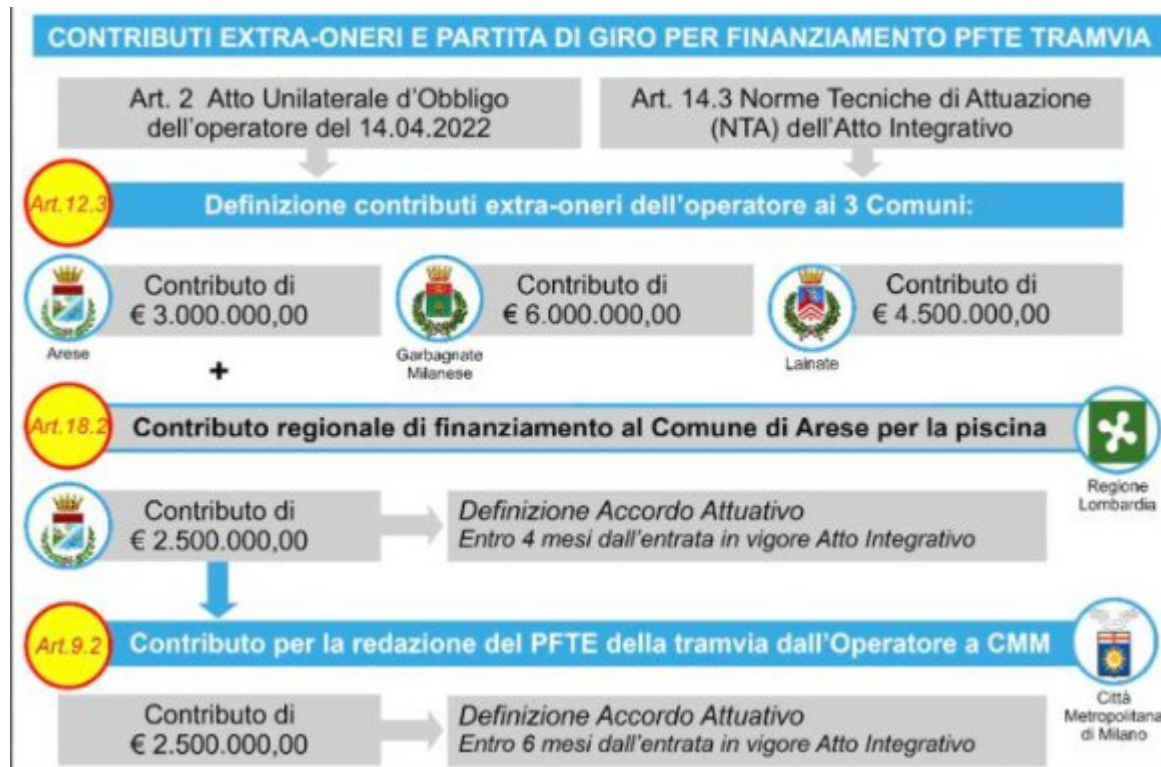 CONTRIBUTI EXTRA-ONERI E PARTITA DI GIRO PER FINANZIAMENTO PFTE TRAMVIA
Art. 2 Atto Unilaterale d'Obbligo
dell'operatore del 14.04.2022
Art. 14.3 Norme Tecniche di Attuazione
(NTA) dell'Atto Integrativo
Art.12.3
Definizione contributi extra-oneri dell'operatore ai 3 Comuni:
Arese
Contributo di
€ 3.000.000,00
Garbagnate
Milanese
Contributo di
€ 6.000.000,00
Lainate
Contributo di
€ 4.500.000,00
+
Art.18.2
Contributo regionale di finanziamento al Comune di Arese per la piscina
Regione
Lombardia
Contributo di
€ 2.500.000,00
Definizione Accordo Attuativo
Entro 4 mesi dall'entrata in vigore Atto Integrativo
Art.9.2
Contributo per la redazione del PFTE della tramvia dall'Operatore a CMM
Città
Metropolitana
di Milano
Contributo di
€ 2.500.000,00
Definizione Accordo Attuativo
Entro 6 mesi dall'entrata in vigore Atto Integrativo